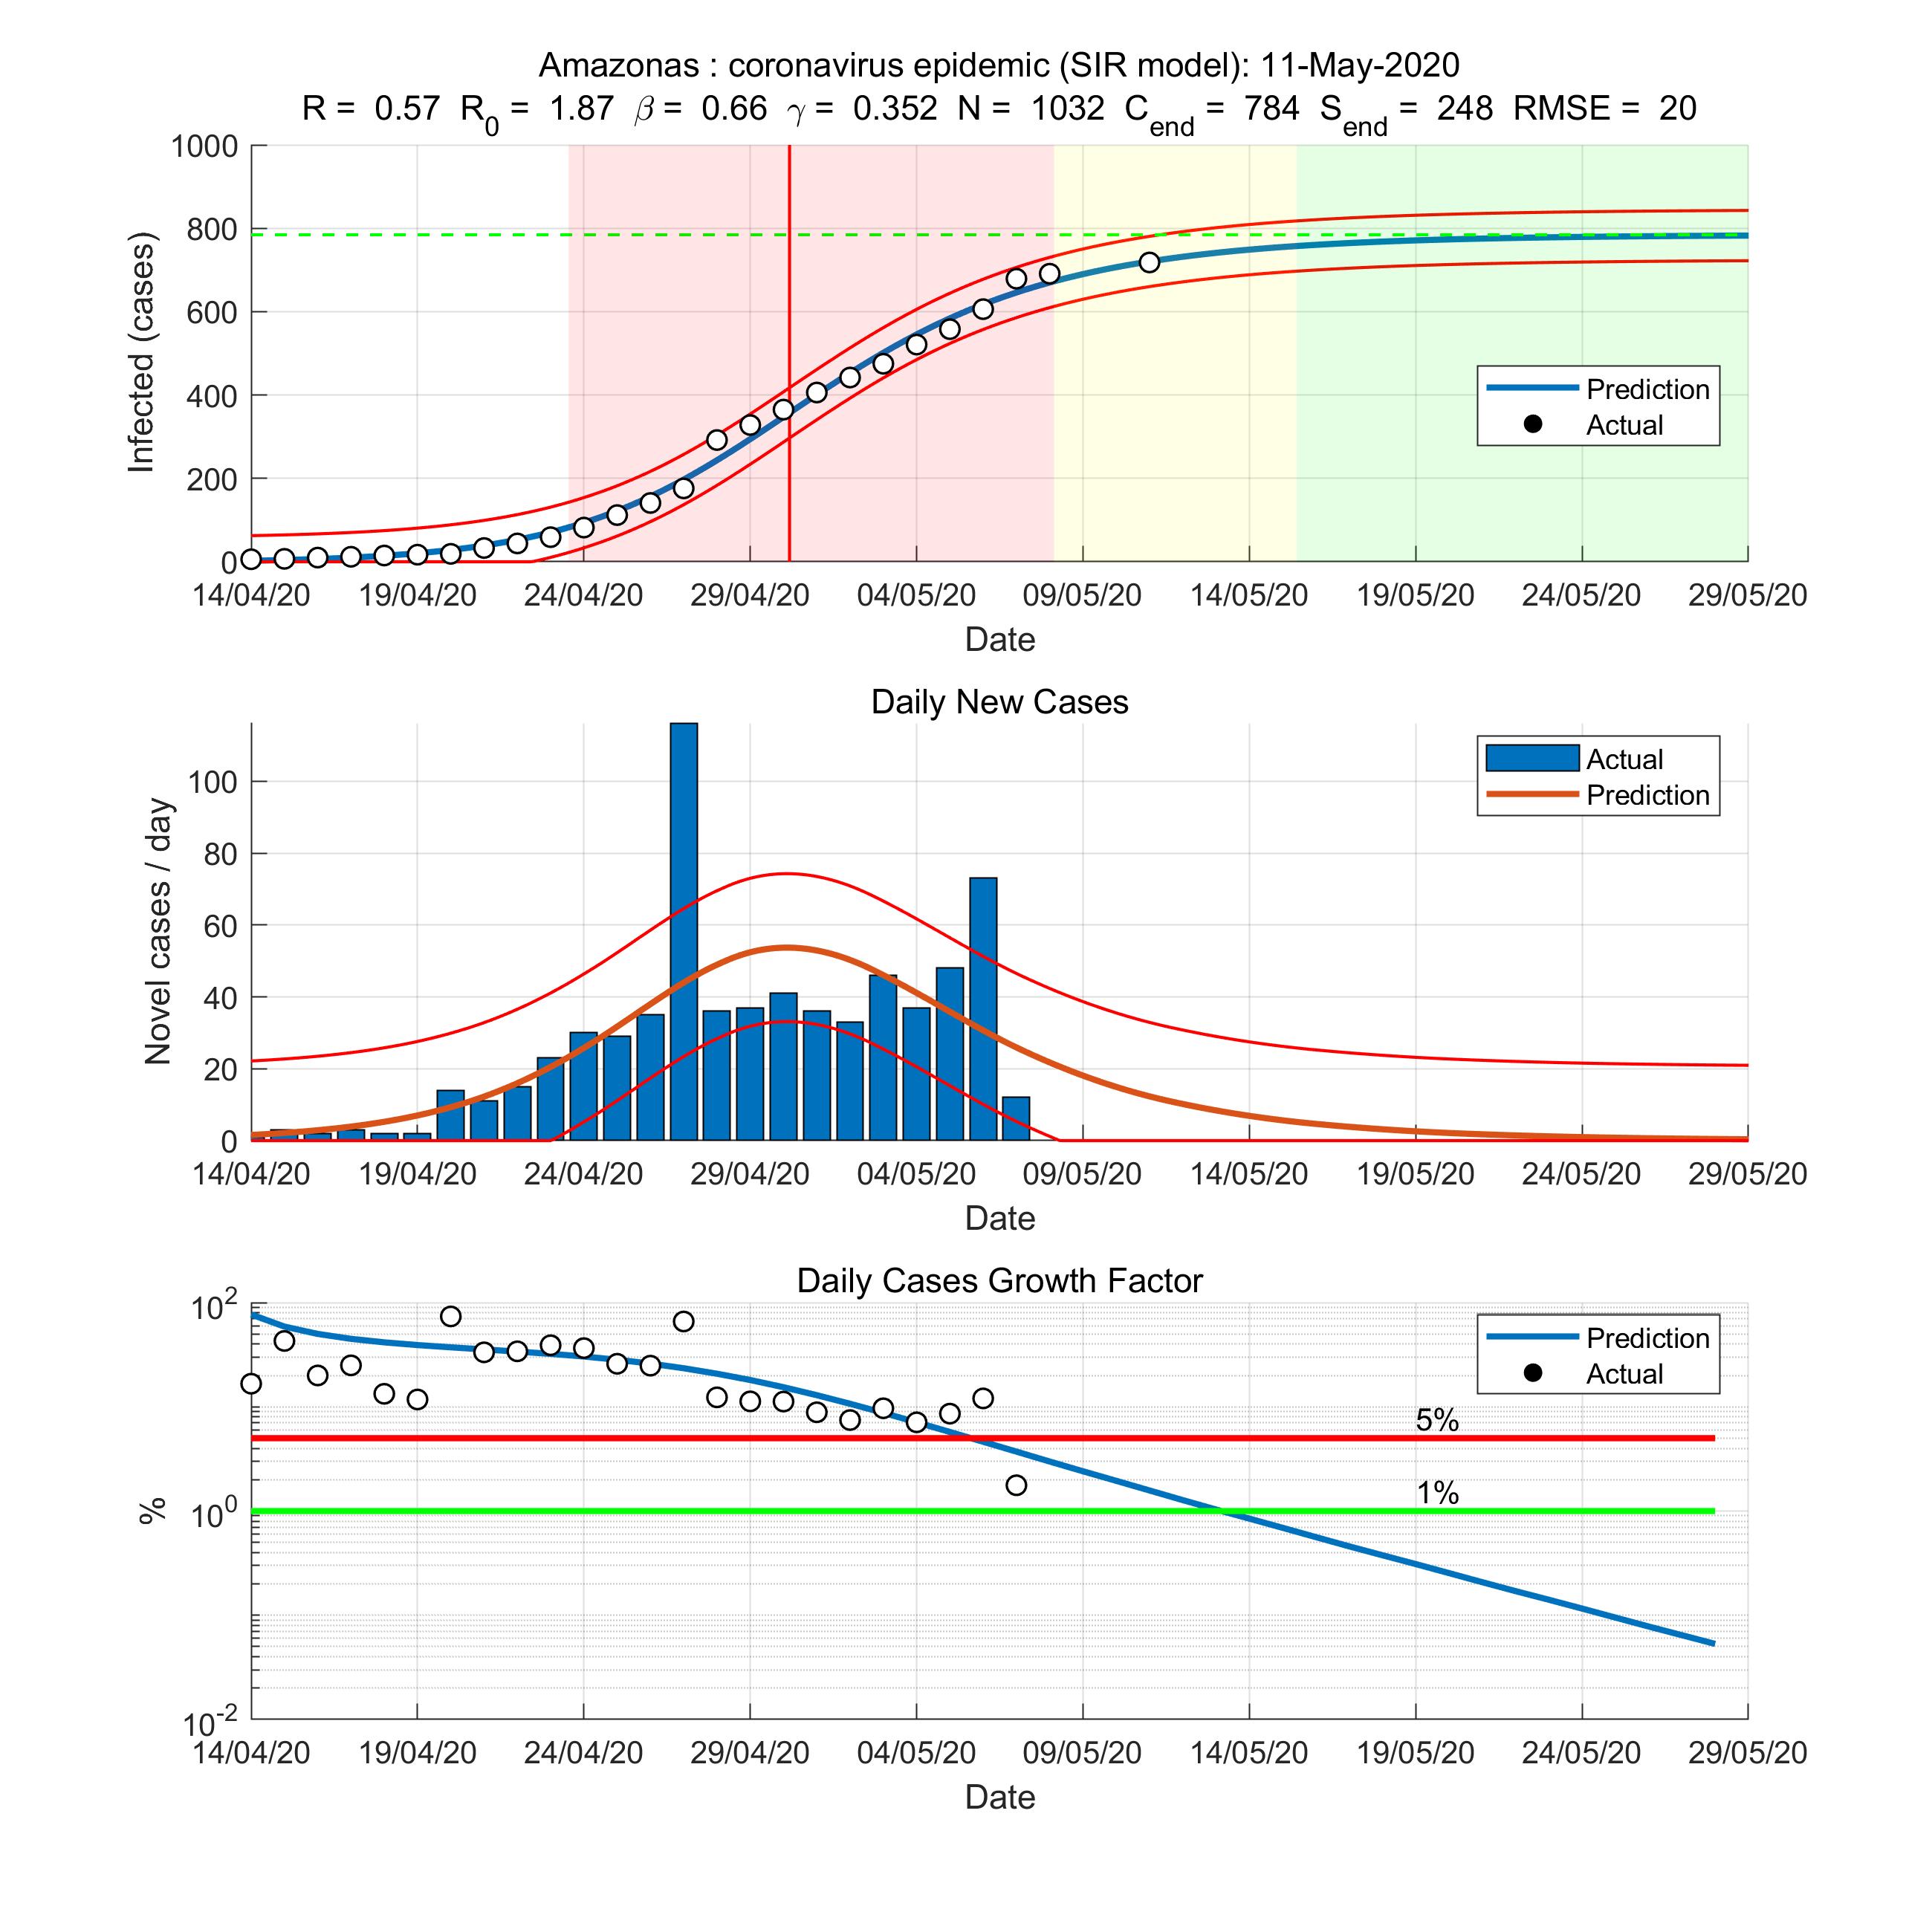 Amazonas : coronavirus epidemic (SIR model): 11-May-2020
R = 0.57 R0 = 1.87 β = 0.66 γ = 0.352 N = 1032 Cend = 784 Send = 248 RMSE = 20
1000
800
600
400
200
0
Infected (cases)
Prediction
Actual
14/04/20 19/04/20 24/04/20 29/04/20 04/05/20 09/05/20 14/05/20 19/05/20 24/05/20 29/05/20
Date
Daily New Cases
100
80
60
40
20
0
Novel cases / day
Actual
Prediction
14/04/20 19/04/20 24/04/20 29/04/20 04/05/20 09/05/20 14/05/20 19/05/20 24/05/20 29/05/20
Date
Daily Cases Growth Factor
10^2
10^0
10^-2
%
Prediction
Actual
5%
1%
14/04/20 19/04/20 24/04/20 29/04/20 04/05/20 09/05/20 14/05/20 19/05/20 24/05/20 29/05/20
Date